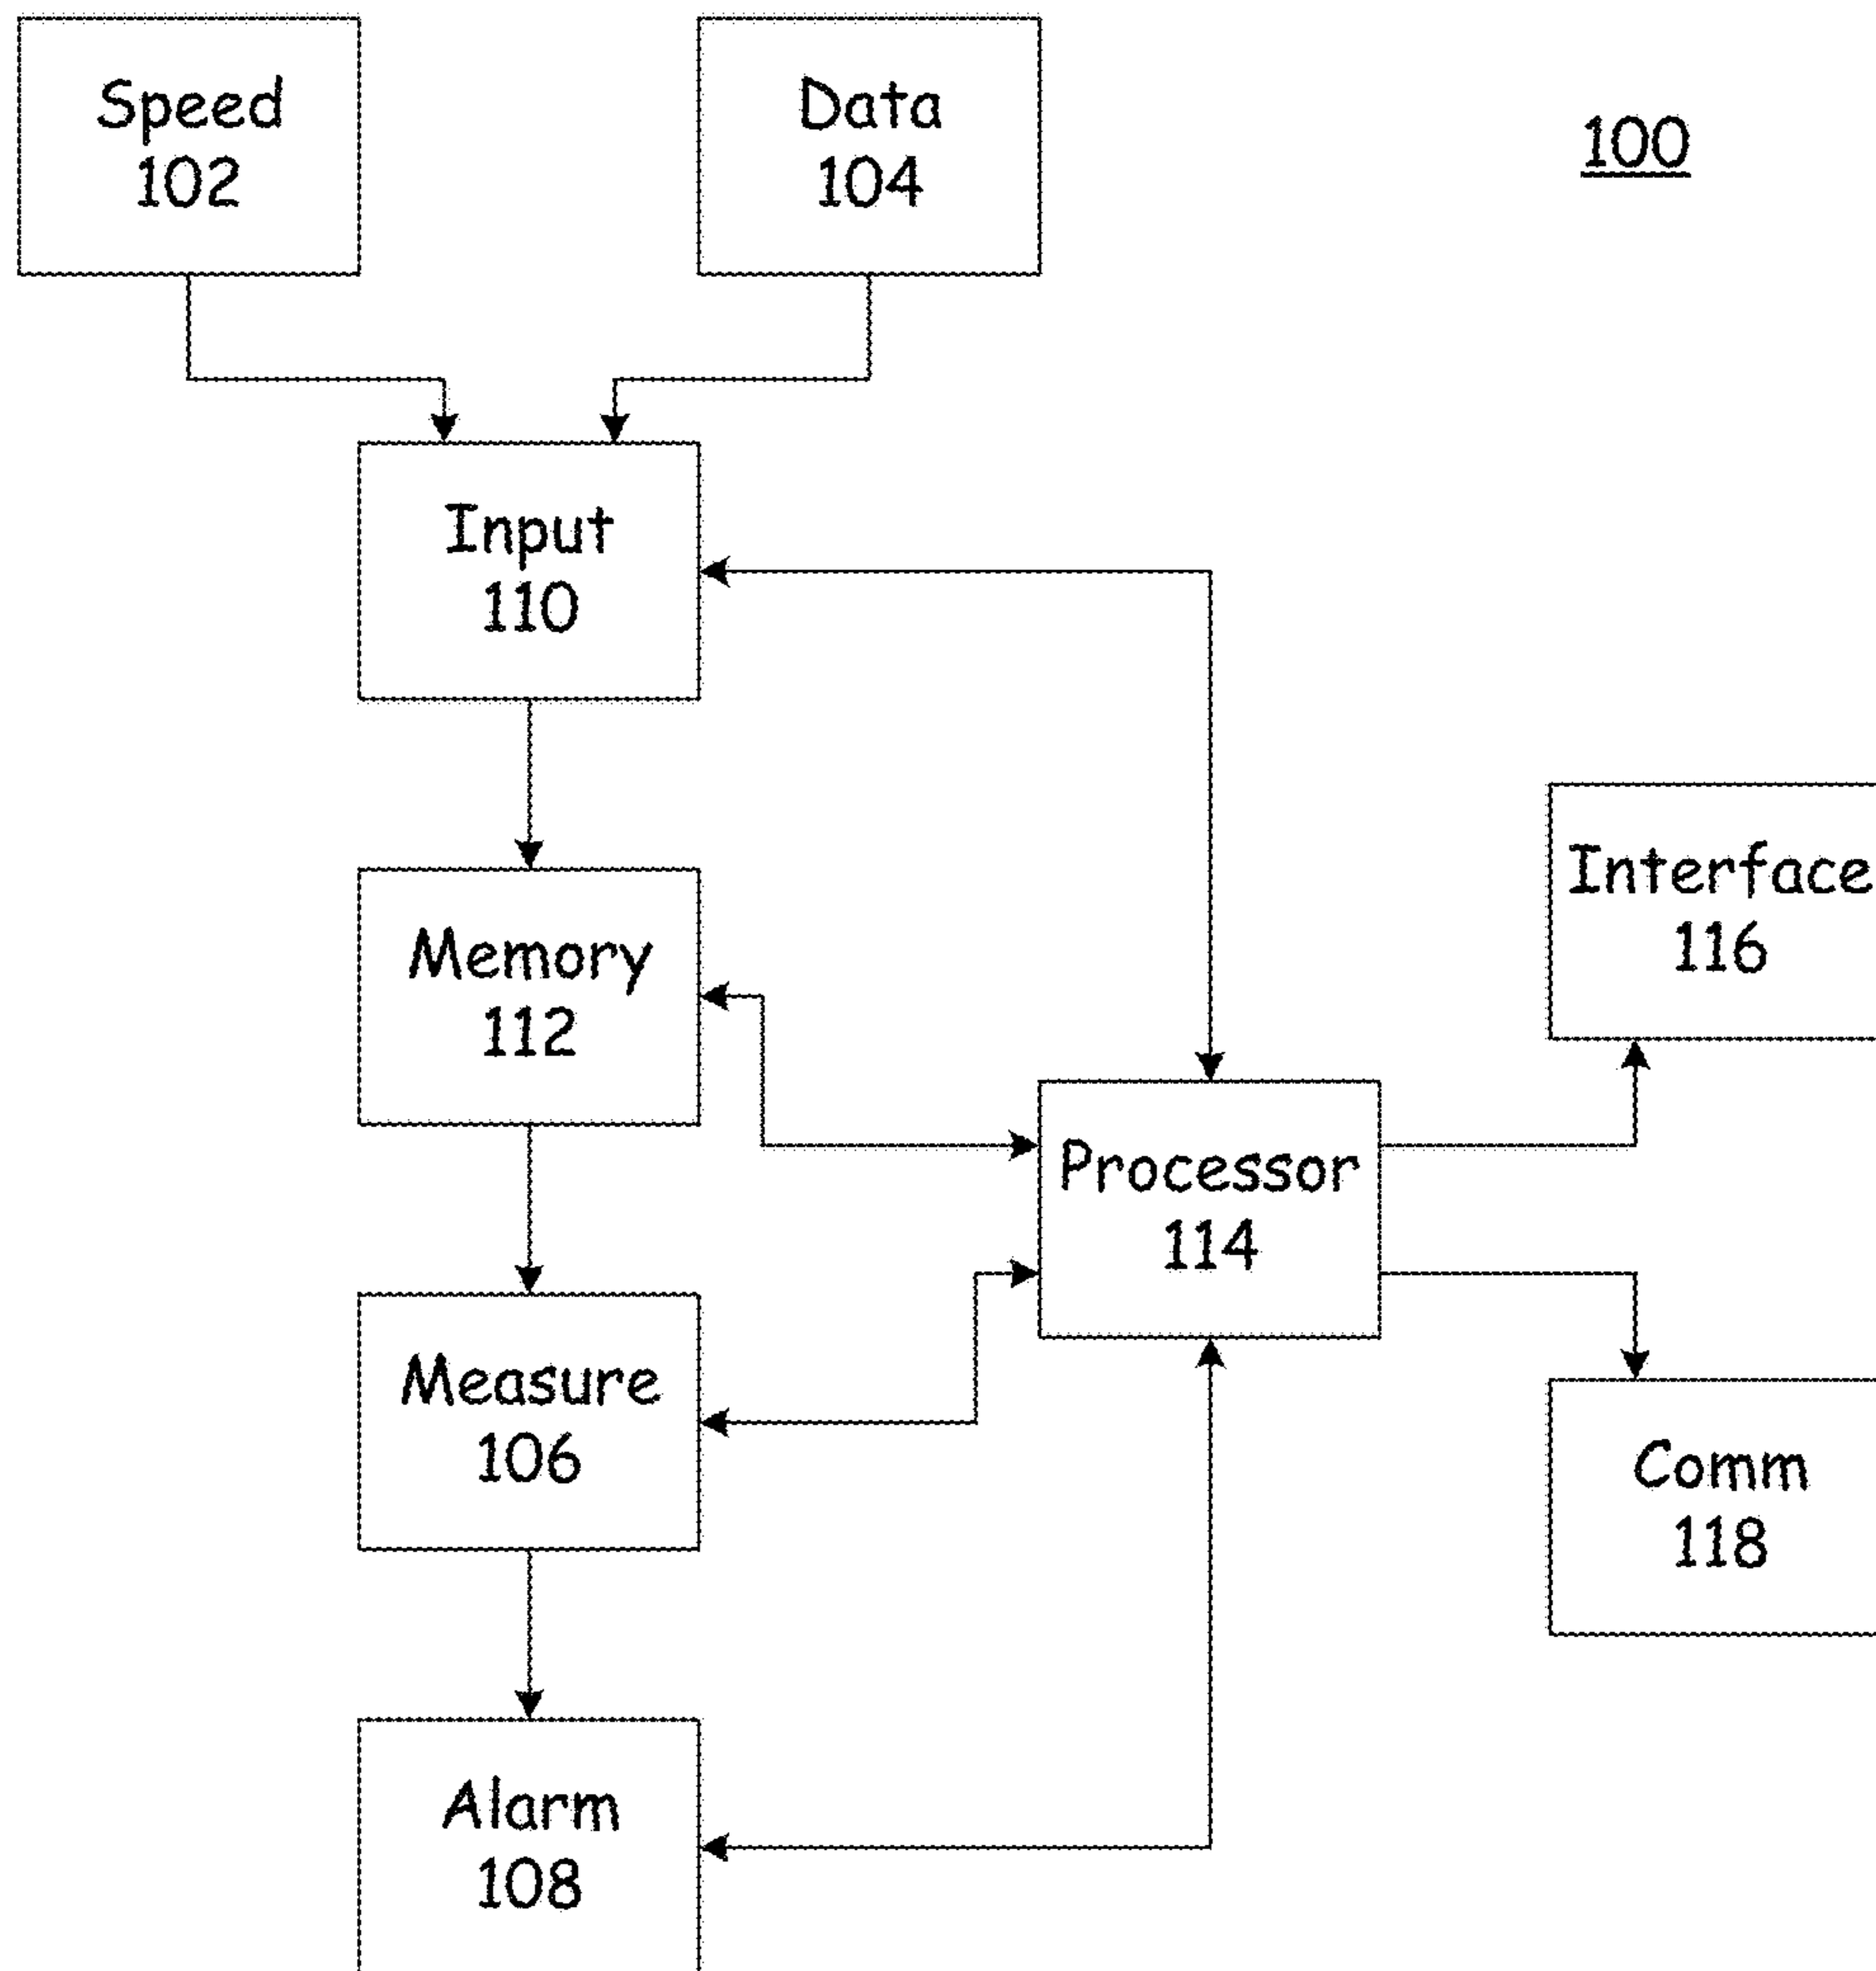 Speed
102
Data
104
100
Input
110
Interface
116
Memory
112
Processor
114
Measure
106
Comm
118
Alarm
108